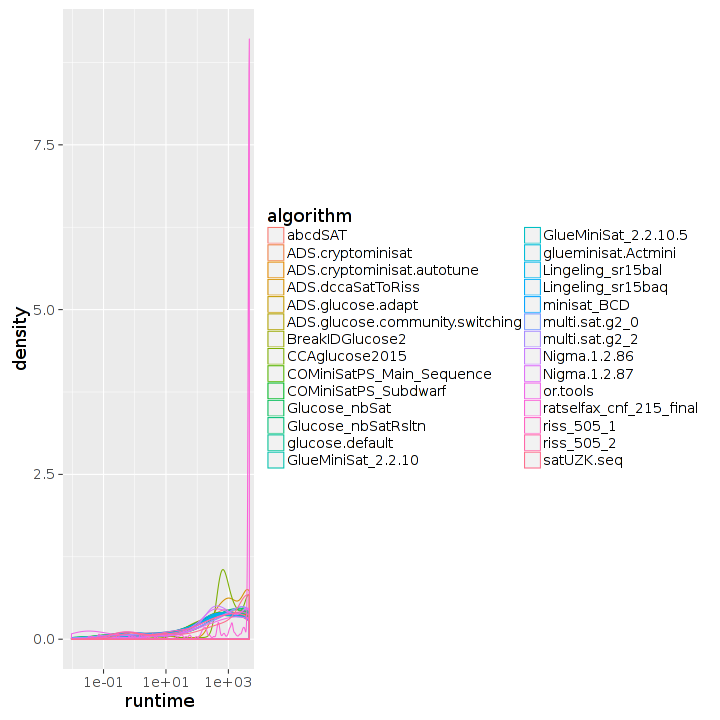 density
7.5
5.0
2.5
0.0
1e-01 1e+01 1e+03
runtime
algorithm
abcdSAT
ADS.cryptominisat
ADS.cryptominisat.autotune
ADS.dccaSatToRiss
ADS.glucose.adapt
ADS.glucose.community.switching
BreakIDGlucose2
CCAglucose2015
COMiniSatPS_Main_Sequence
COMiniSatPS_Subdwarf
Glucose_nbSat
Glucose_nbSatRsltn
glucose.default
GlueMiniSat_2.2.10
GlueMiniSat_2.2.10.5
glueminisat.Actmini
Lingeling_sr15bal
Lingeling_sr15baq
minisat_BCD
multi.sat.g2_0
multi.sat.g2_2
Nigma.1.2.86
Nigma.1.2.87
or.tools
ratselfax_cnf_215_final
riss_505_1
riss_505_2
satUZK.seq